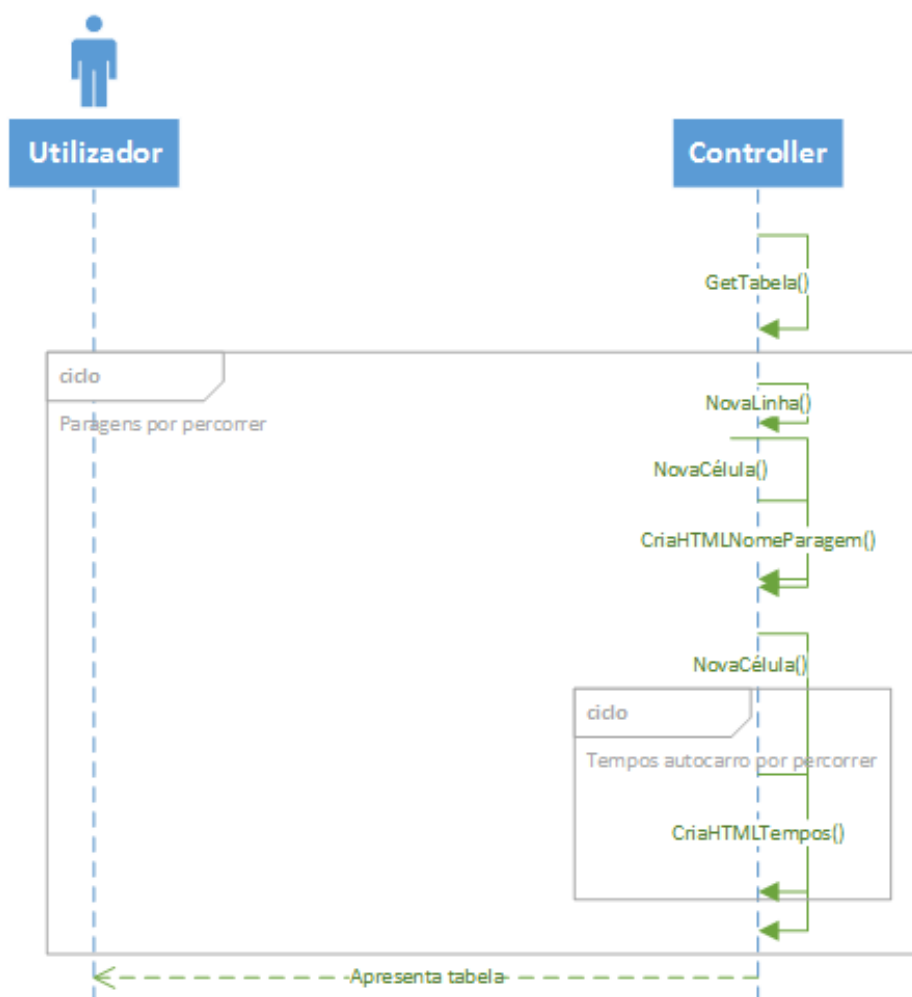 Utilizador
Controller
GetTabela()
ciclo
NovaLinha()
Paragens por percorrer
NovaCélula()
CriaHTMLNomeParagem()
NovaCélula()
ciclo
Tempos autocarro por percorrer
CriaHTMLTempos()
Apresenta tabela